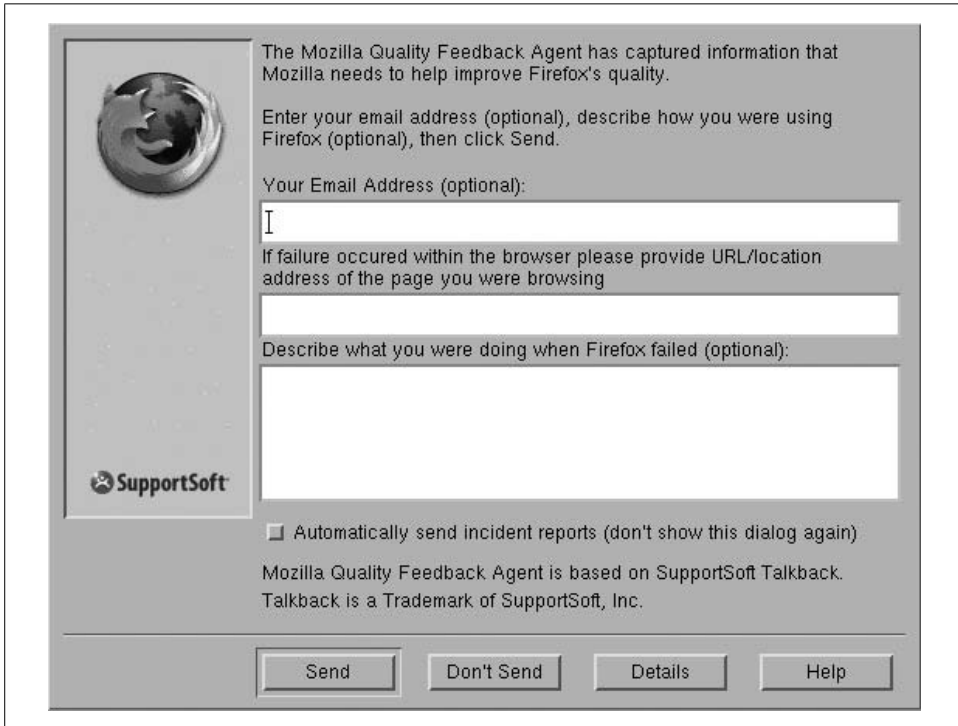 The Mozilla Quality Feedback Agent has captured information that
Mozilla needs to help improve Firefox's quality.
Enter your email address (optional), describe how you were using
Firefox (optional), then click Send.
Your Email Address (optional):
If failure occured within the browser please provide URL/location
address of the page you were browsing
Describe what you were doing when Firefox failed (optional):
SupportSoft
Automatically send incident reports (don't show this dialog again)
Mozilla Quality Feedback Agent is based on SupportSoft Talkback.
Talkback is a Trademark of SupportSoft, Inc.
Send Don't Send Details Help